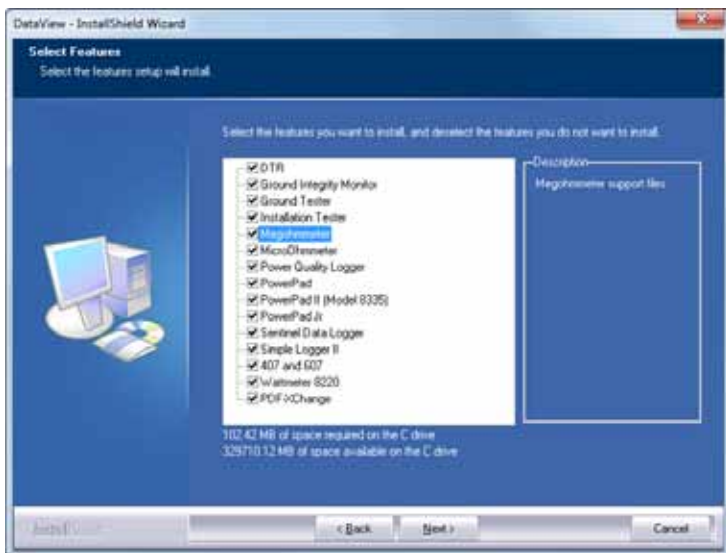 DataView - InstallShield Wizard
Select Features
Select the features setup will install.
Select the features you want to install, and deselect the features you do not want to install.
DTR
Ground Integrity Monitor
Ground Tester
Installation Tester
Megohmmeter
MicroOhmmeter
Power Quality Logger
PowerPad
PowerPad II (Model 8335)
PowerPad Jr
Sentinel Data Logger
Simple Logger II
407 and 607
Wattmeter 8220
PDF-XChange
Description
Megohmmeter support files
102.42 MB of space required on the C drive
329710.12 MB of space available on the C drive
InstallShield
< Back
Next >
Cancel